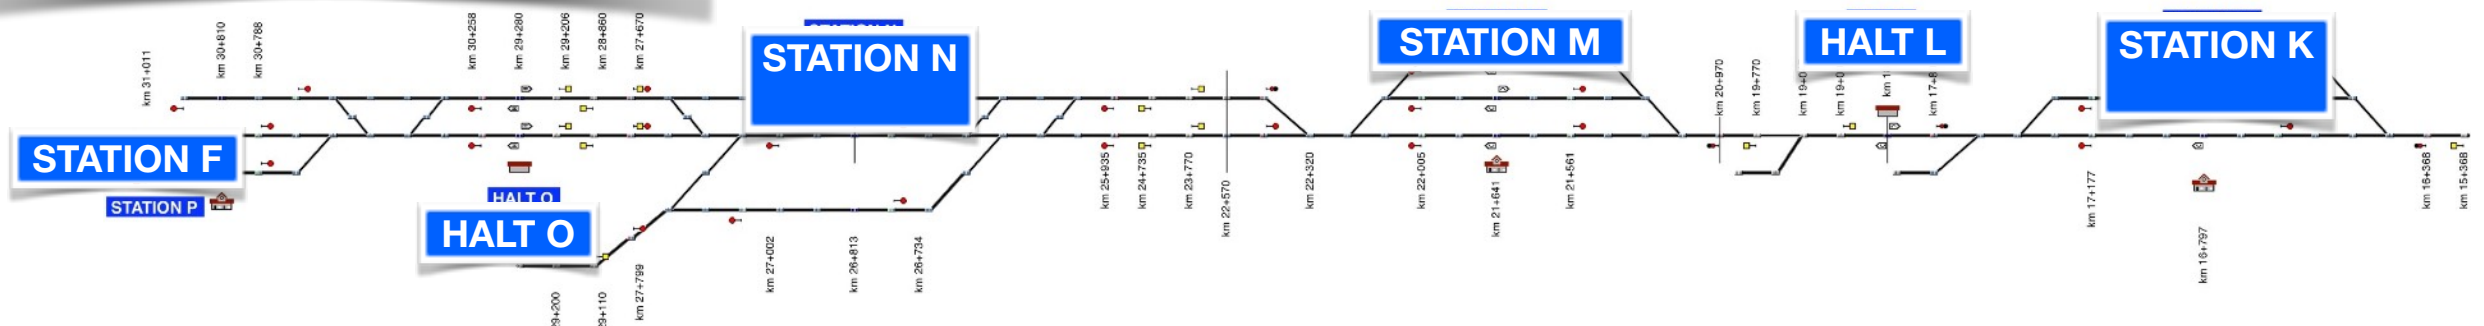 km 31+011
km 30+810
km 30+788
km 30+258
km 29+280
km 29+206
km 28+860
km 27+670
STATION N
STATION M
HALT L
STATION K
km 20+970
km 19+770
STATION F
STATION P
HALT O
HALT O
km 27+799
km 27+002
km 26+813
km 26+734
km 25+935
km 24+735
km 23+770
km 22+570
km 22+320
km 22+005
km 21+641
km 21+561
km 17+177
km 16+797
km 16+368
km 15+368